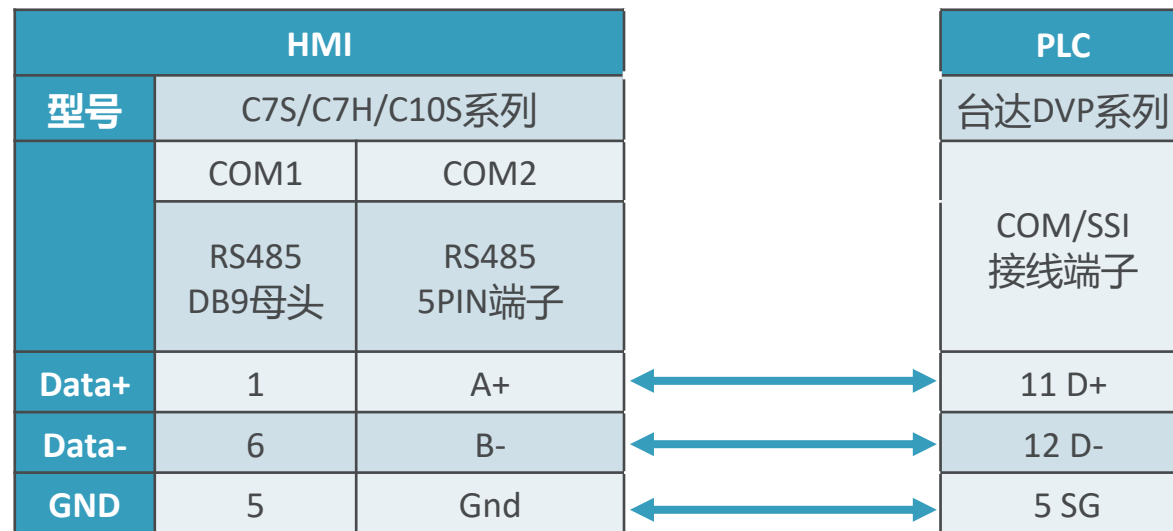 HMI PLC
型号 C7S/C7H/C10S系列 台达DVP系列
COM1 COM2
RS485 DB9母头 RS485 5PIN端子 COM/SSI 接线端子
Data+ 1 A+ 11 D+
Data- 6 B- 12 D-
GND 5 Gnd 5 SG